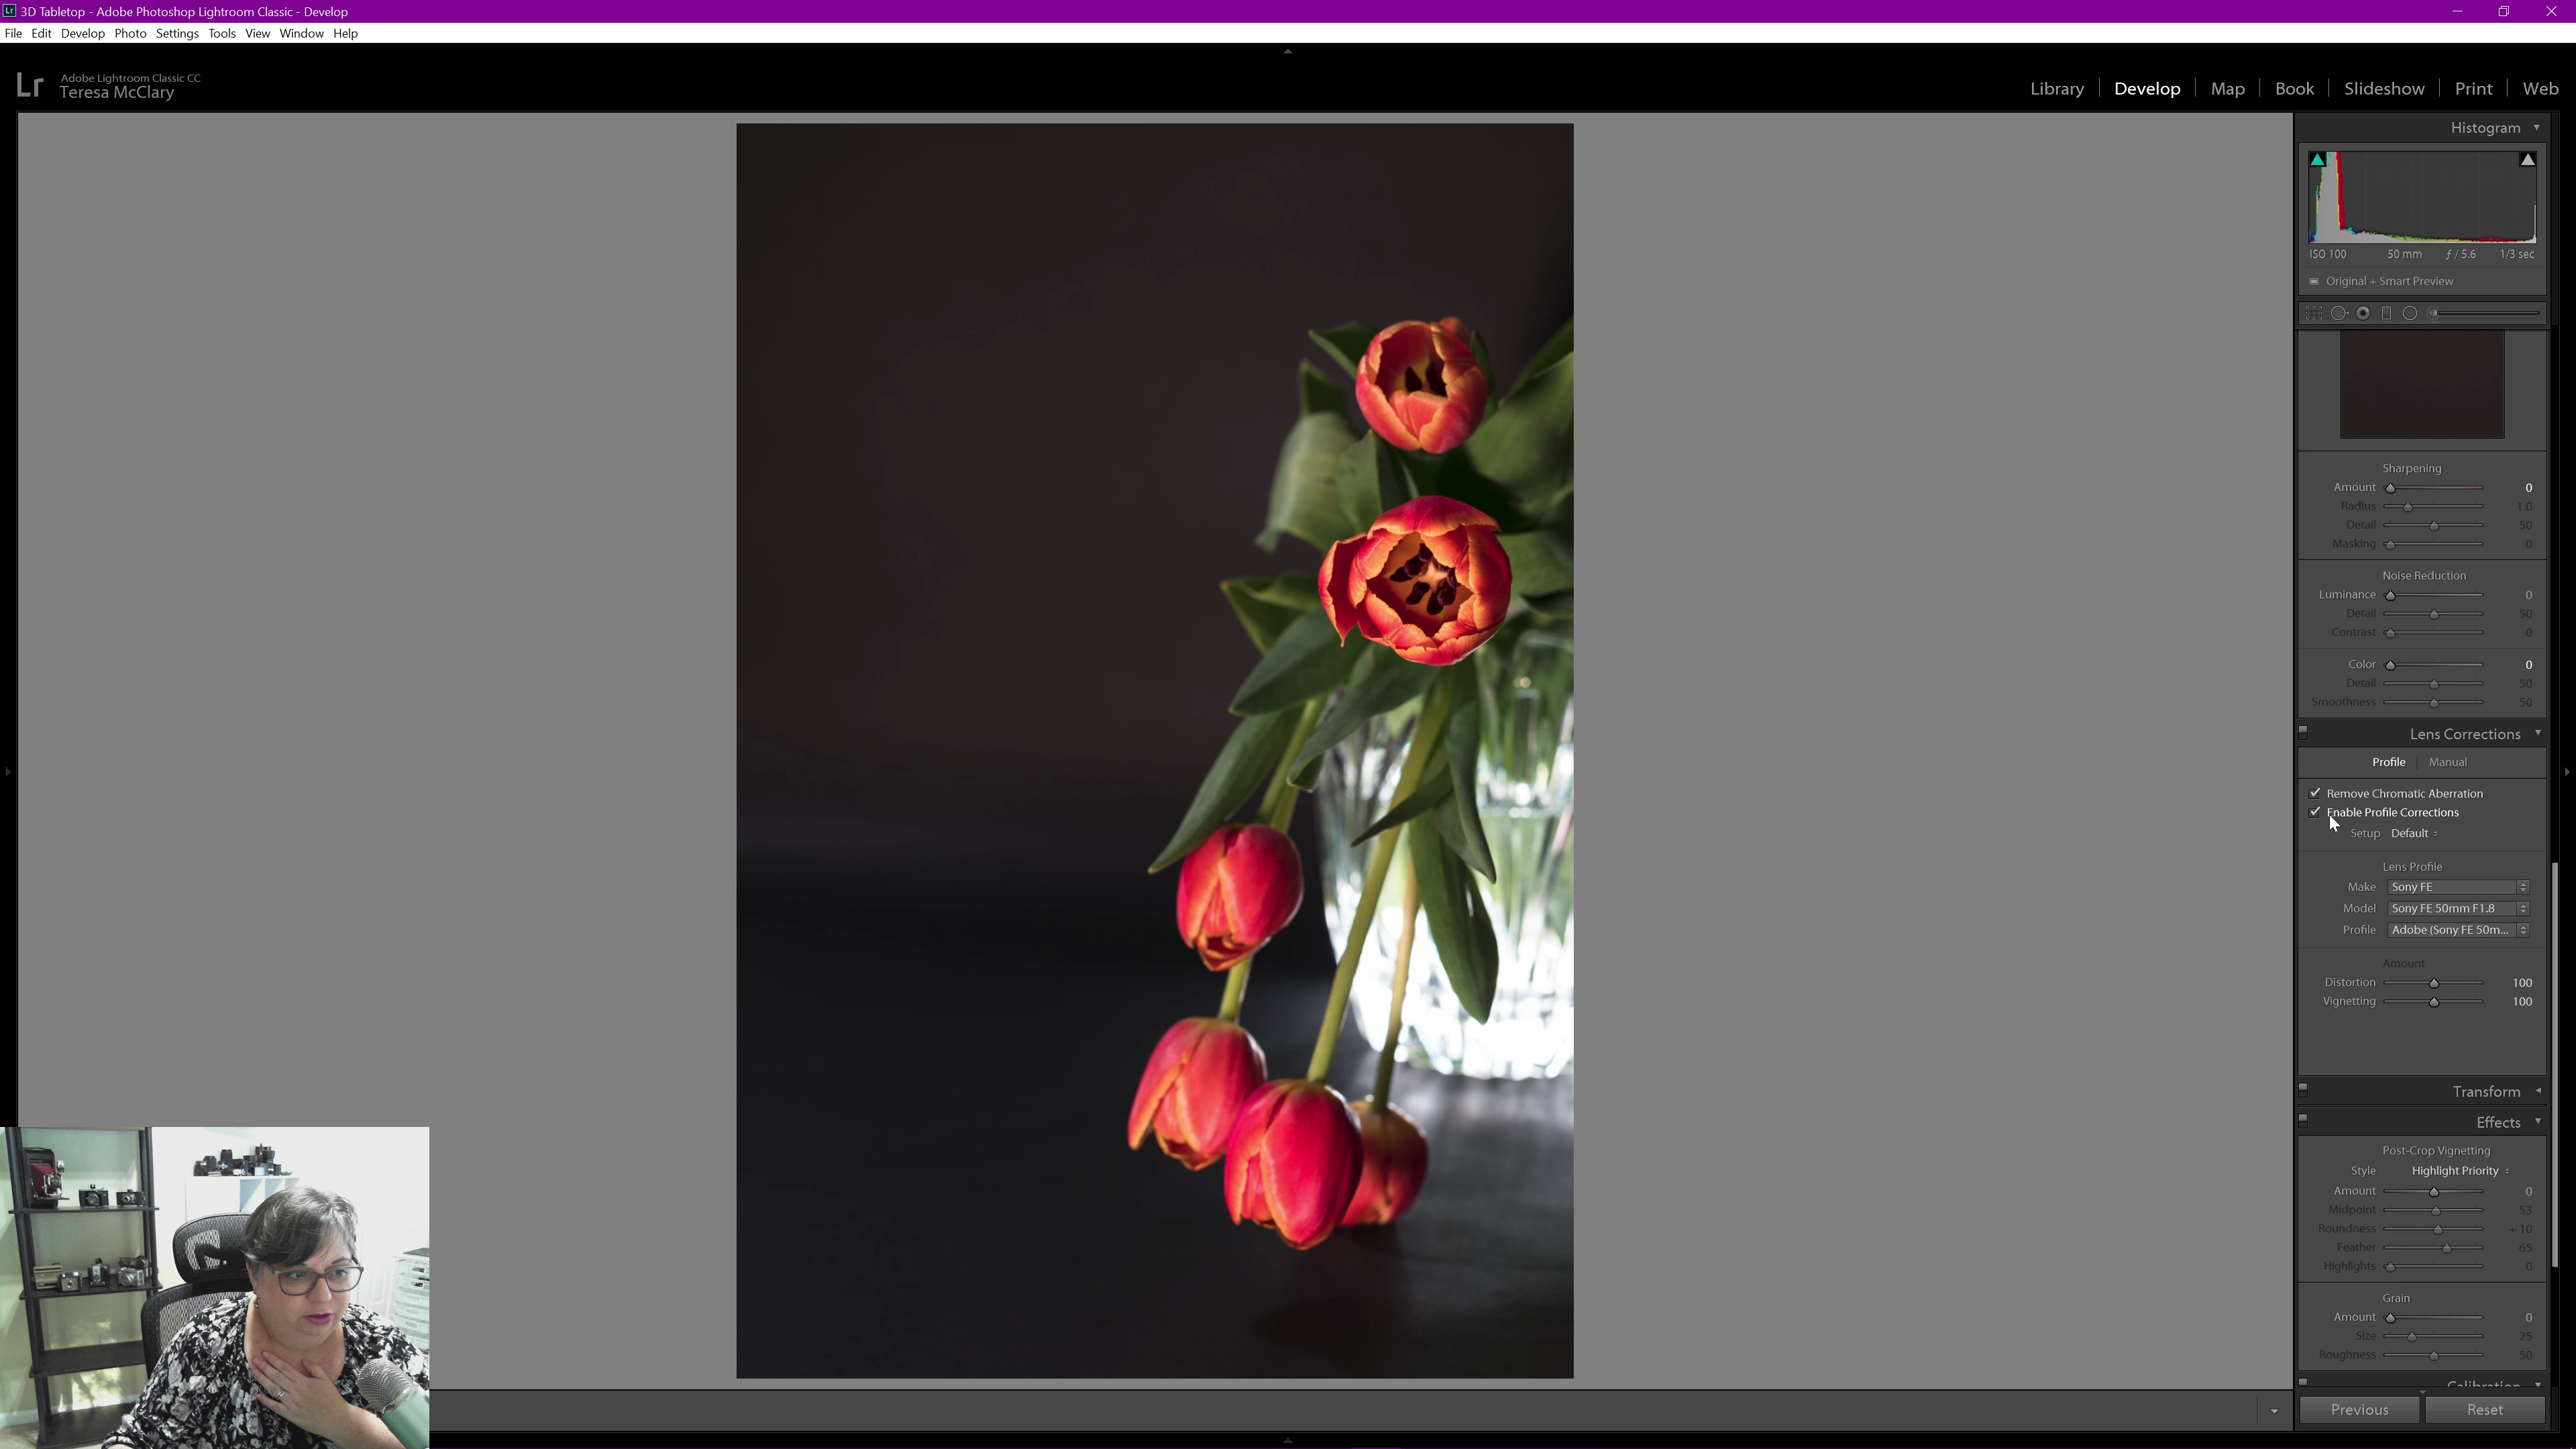 Lr 3D Tabletop - Adobe Photoshop Lightroom Classic - Develop
File Edit Develop Photo Settings Tools View Window Help
Lr Adobe Lightroom Classic CC
Teresa McClary
Library | Develop | Map | Book | Slideshow | Print | Web
Histogram
ISO 100 50 mm ƒ / 5.6 1/3 sec
Original + Smart Preview
Sharpening
Amount 0
Radius 1.0
Detail 50
Masking 0
Noise Reduction
Luminance 0
Detail 50
Contrast 0
Color 0
Detail 50
Smoothness 50
Lens Corrections
Profile | Manual
Remove Chromatic Aberration
Enable Profile Corrections
Setup Default
Lens Profile
Make Sony FE
Model Sony FE 50mm F1.8
Profile Adobe (Sony FE 50m...
Amount
Distortion 100
Vignetting 100
Transform
Effects
Post-Crop Vignetting
Style Highlight Priority
Amount 0
Midpoint 53
Roundness + 10
Feather 65
Highlights 0
Grain
Amount 0
Size 25
Roughness 50
Calibration
Previous Reset